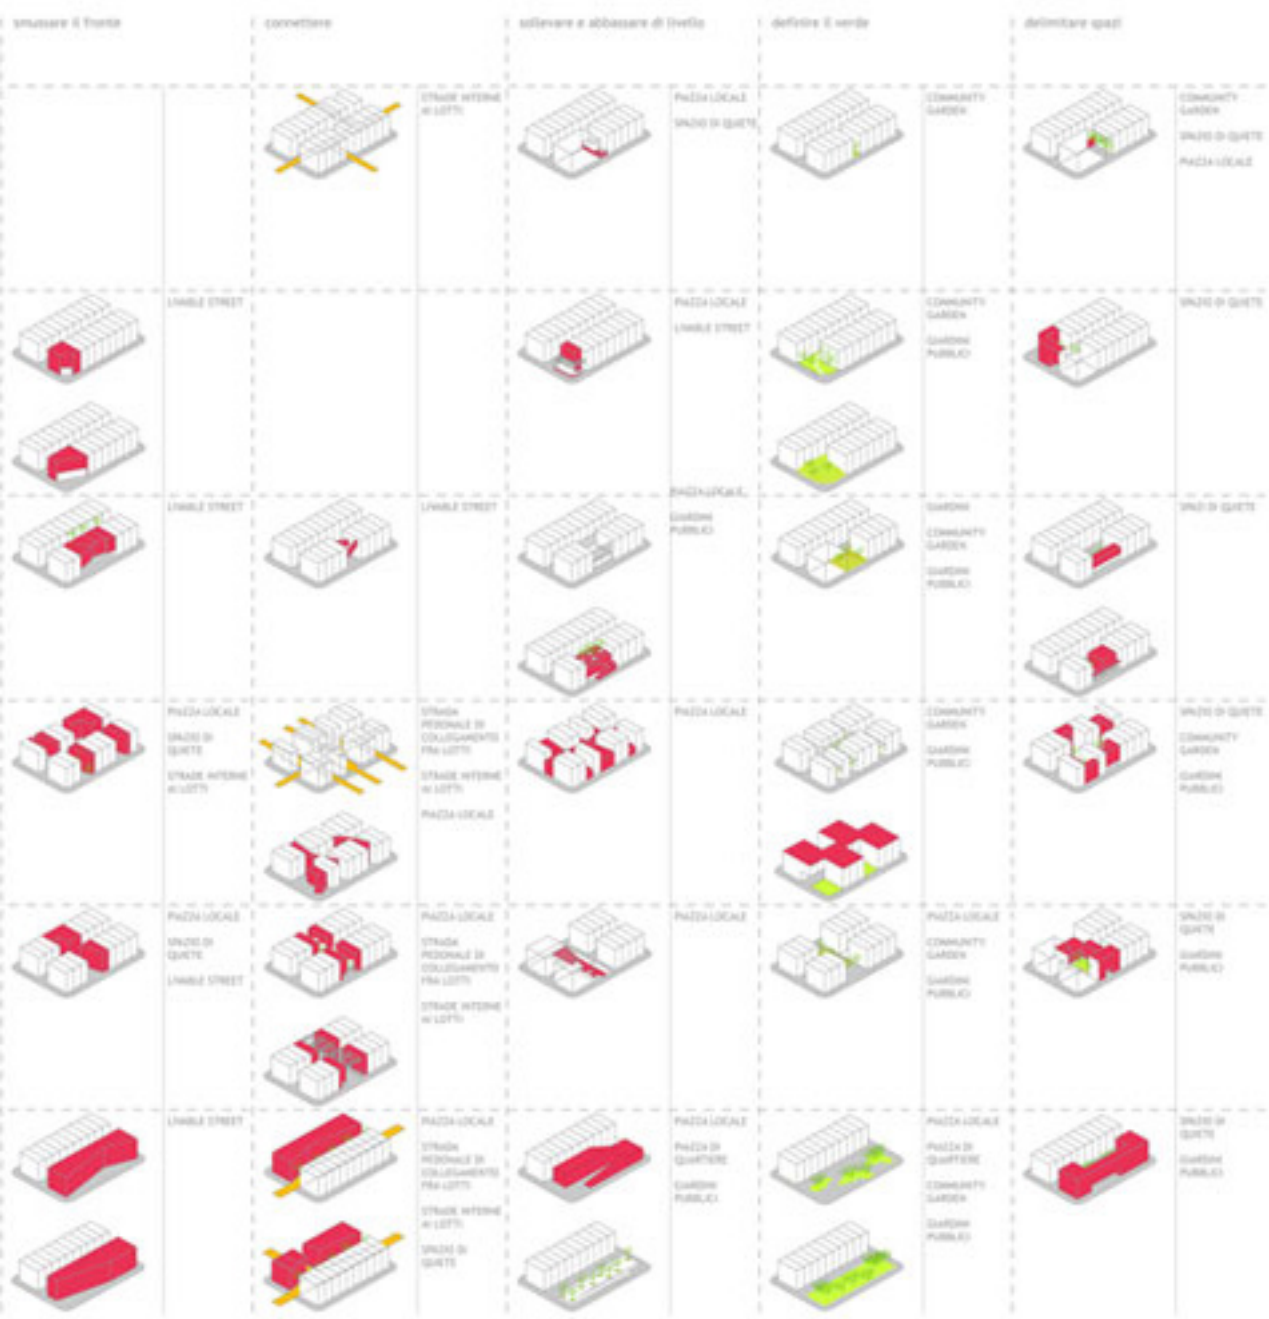 smussare il fronte
connettere
sollevare e abbassare di livello
definire il verde
delimitare spazi
STRADE INTERNE
AI LOTTI
PIAZZA LOCALE
SPAZIO DI QUIETE
COMMUNITY
GARDEN
COMMUNITY
GARDEN
SPAZIO DI QUIETE
PIAZZA LOCALE
LIVABLE STREET
PIAZZA LOCALE
LIVABLE STREET
COMMUNITY
GARDEN
GIARDINI
PUBBLICI
SPAZIO DI QUIETE
LIVABLE STREET
LIVABLE STREET
PIAZZA LOCALE,
GIARDINI
PUBBLICI
GIARDINI
COMMUNITY
GARDEN
GIARDINI
PUBBLICI
SPAZI DI QUIETE
PIAZZA LOCALE
SPAZIO DI
QUIETE
STRADE INTERNE
AI LOTTI
STRADA
PEDONALE DI
COLLEGAMENTO
FRA LOTTI
STRADE INTERNE
AI LOTTI
PIAZZA LOCALE
PIAZZA LOCALE
COMMUNITY
GARDEN
GIARDINI
PUBBLICI
SPAZIO DI QUIETE
COMMUNITY
GARDEN
GIARDINI
PUBBLICI
PIAZZA LOCALE
SPAZIO DI
QUIETE
LIVABLE STREET
PIAZZA LOCALE
STRADA
PEDONALE DI
COLLEGAMENTO
FRA LOTTI
STRADE INTERNE
AI LOTTI
PIAZZA LOCALE
PIAZZA LOCALE
COMMUNITY
GARDEN
GIARDINI
PUBBLICI
SPAZIO DI
QUIETE
GIARDINI
PUBBLICI
LIVABLE STREET
PIAZZA LOCALE
STRADA
PEDONALE DI
COLLEGAMENTO
FRA LOTTI
STRADE INTERNE
AI LOTTI
SPAZIO DI
QUIETE
PIAZZA LOCALE
PIAZZA DI
QUARTIERE
GIARDINI
PUBBLICI
PIAZZA LOCALE
PIAZZA DI
QUARTIERE
COMMUNITY
GARDEN
GIARDINI
PUBBLICI
SPAZIO DI
QUIETE
GIARDINI
PUBBLICI